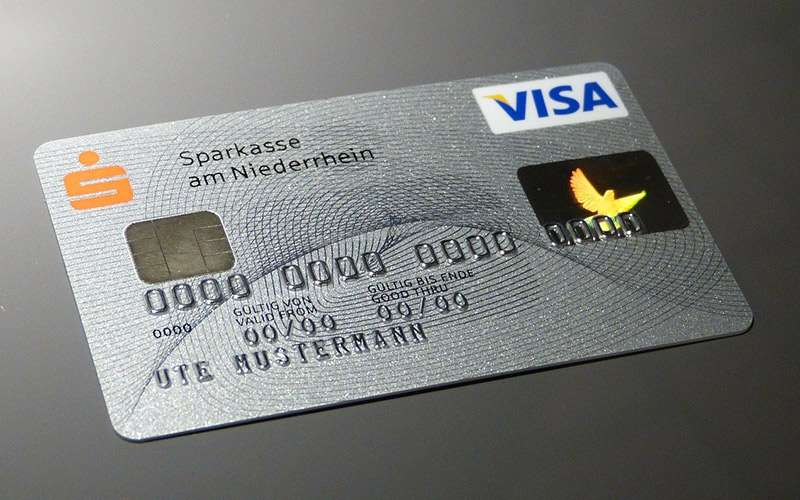 Sparkasse
am Niederrhein
VISA
0000 0000 0000 0000
0000
GÜLTIG VON
VALID FROM
GÜLTIG BIS ENDE
GOOD THRU
00/00
00/00
UTE MUSTERMANN